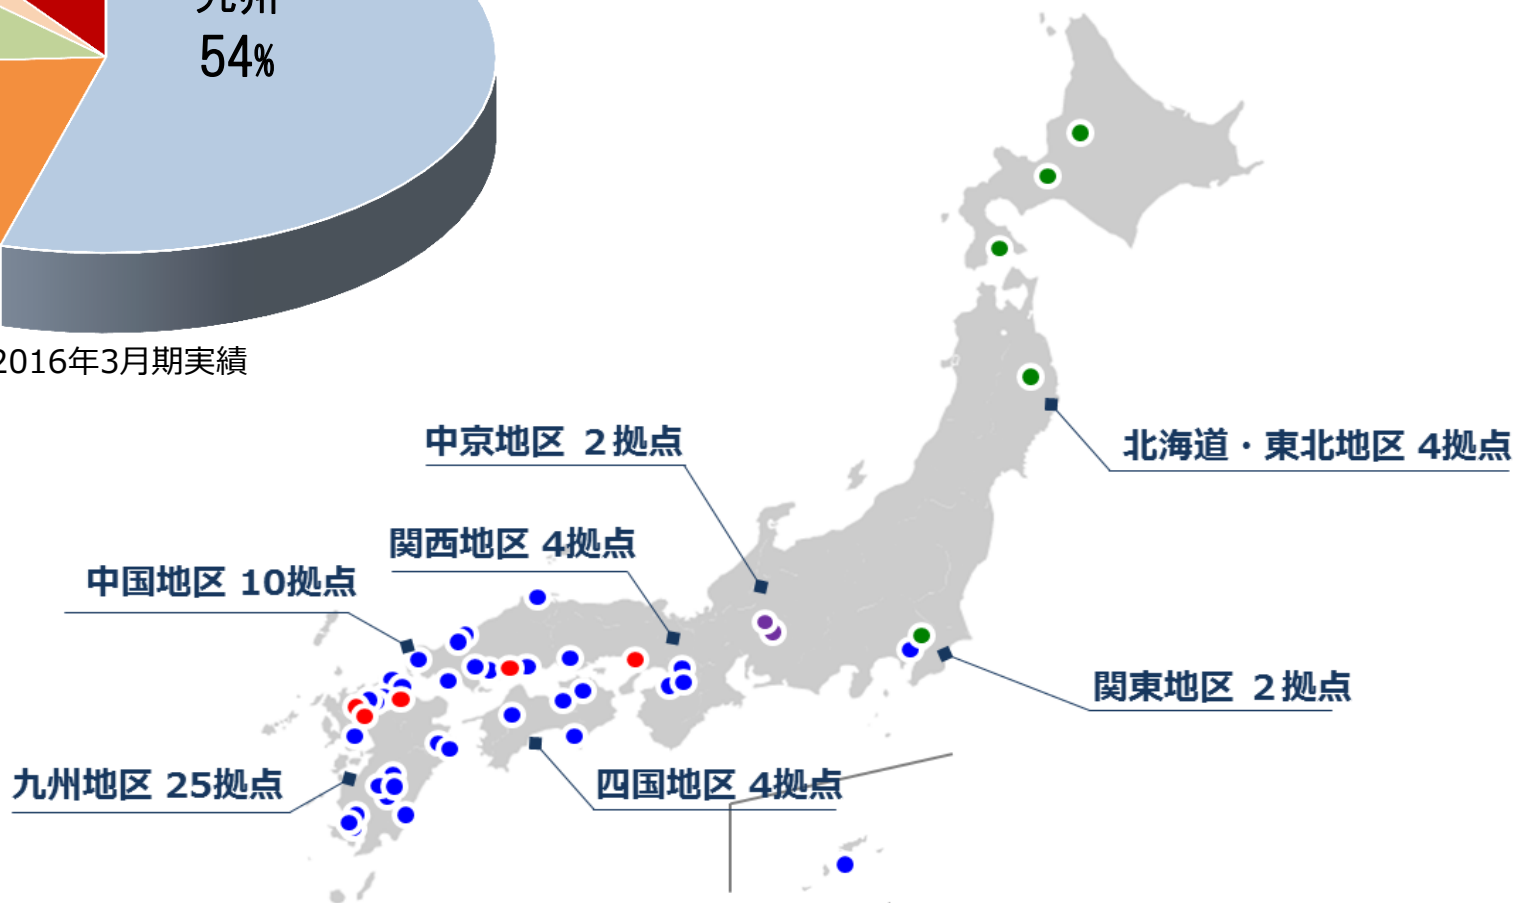 九州
54%
2016年3月期実績
中京地区 2拠点
北海道・東北地区 4拠点
関西地区 4拠点
中国地区 10拠点
関東地区 2拠点
九州地区 25拠点
四国地区 4拠点